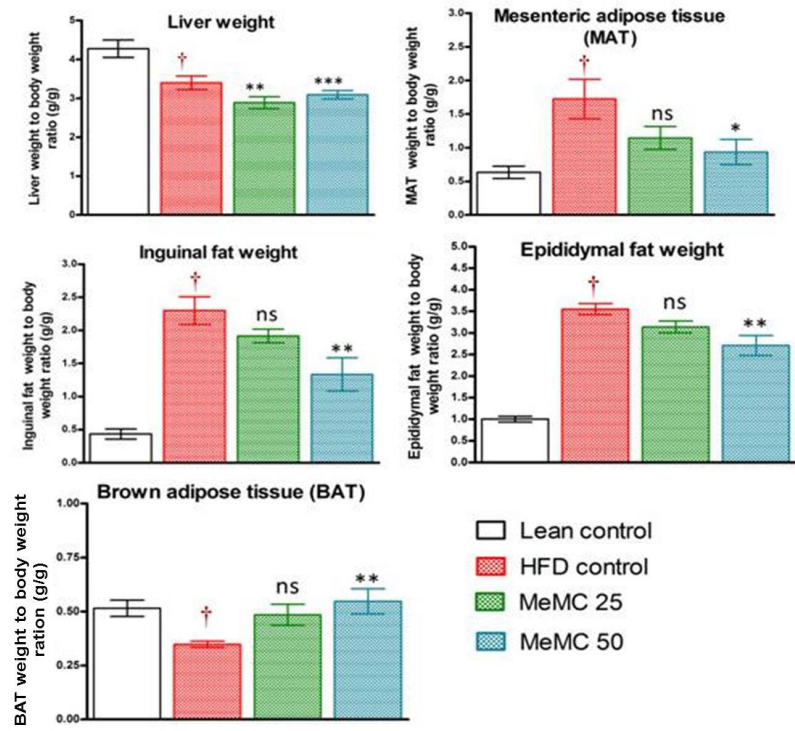 Liver weight
Liver weight to body weight
ratio (g/g)
5
4
3
2
1
0
†
**
***
Mesenteric adipose tissue
(MAT)
MAT weight to body weight
ratio (g/g)
2.5
2.0
1.5
1.0
0.5
0.0
†
ns
*
Inguinal fat weight
Inguinal fat weight to body
weight ratio (g/g)
3.0
2.5
2.0
1.5
1.0
0.5
0.0
†
ns
**
Epididymal fat weight
Epididymal fat weight to body
weight ratio (g/g)
5.0
4.5
4.0
3.5
3.0
2.5
2.0
1.5
1.0
0.5
0.0
†
ns
**
Brown adipose tissue (BAT)
BAT weight to body weight
ration (g/g)
1.00
0.75
0.50
0.25
0.00
†
ns
**
Lean control
HFD control
MeMC 25
MeMC 50